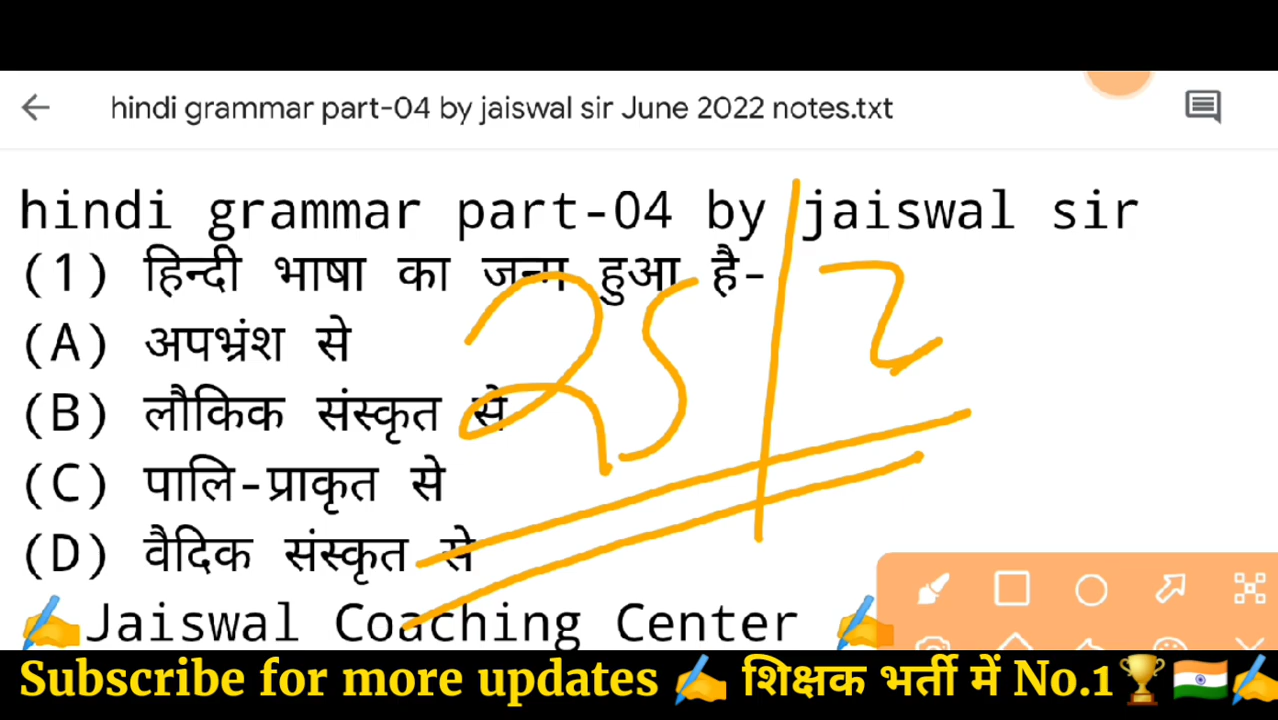 hindi grammar part-04 by jaiswal sir June 2022 notes.txt
hindi grammar part-04 by jaiswal sir
(1) हिन्दी भाषा का जन्म हुआ है-
(A) अपभ्रंश से
(B) लौकिक संस्कृत से
(C) पालि-प्राकृत से
(D) वैदिक संस्कृत से
25 2
✍Jaiswal Coaching Center ✍
Subscribe for more updates ✍ शिक्षक भर्ती में No.1🏆🇮🇳✍